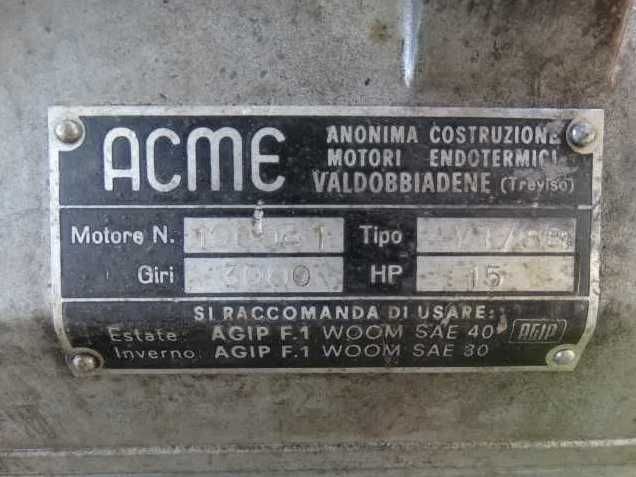 ACME
ANONIMA COSTRUZIONE
MOTORI ENDOTERMICI
VALDOBBIADENE (Treviso)
Motore N. Tipo
Giri 3000 HP 15
SI RACCOMANDA DI USARE:
Estate: AGIP F.1 WOOM SAE 40 AGIP
Inverno: AGIP F.1 WOOM SAE 30